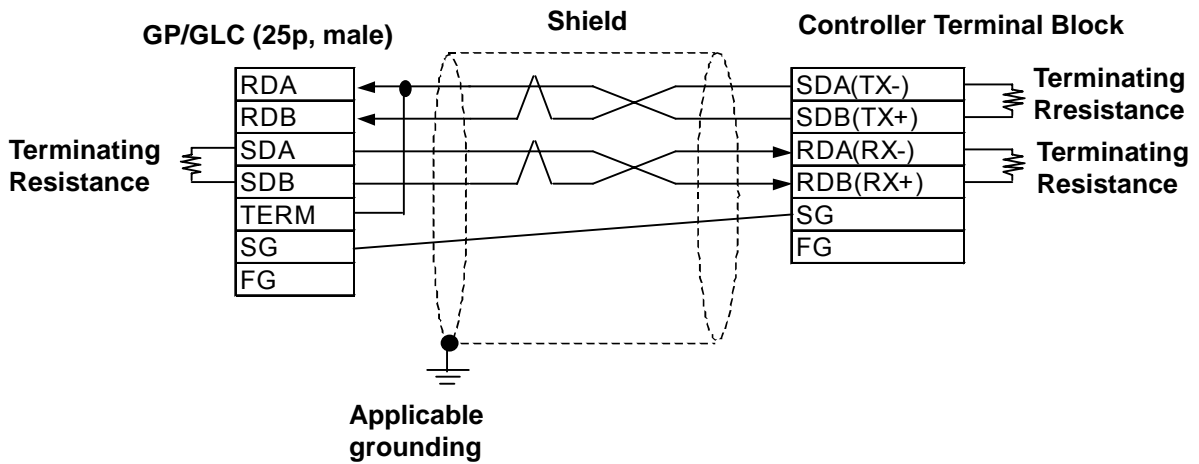 Shield
GP/GLC (25p, male)
Controller Terminal Block
RDA
RDB
SDA
SDB
TERM
SG
FG
Terminating
Resistance
SDA(TX-)
SDB(TX+)
RDA(RX-)
RDB(RX+)
SG
FG
Terminating
Rresistance
Terminating
Resistance
Applicable
grounding